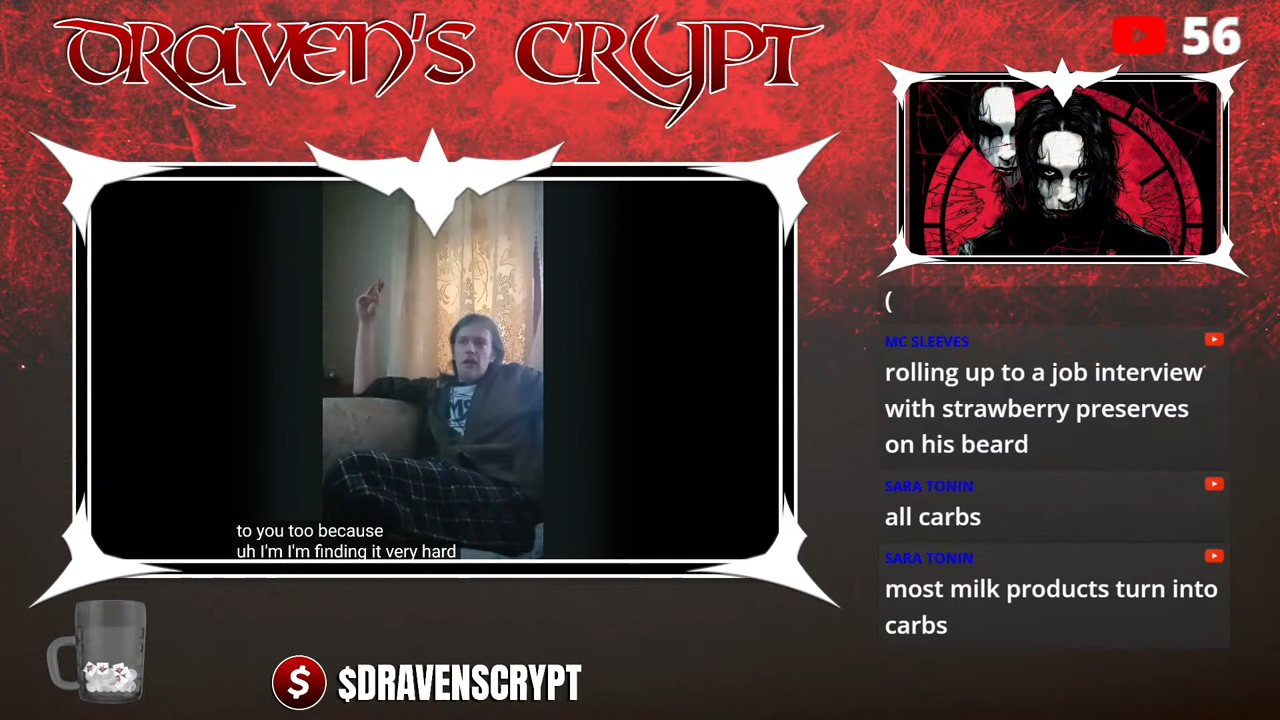 DRAVEN'S CRYPT
56
(
MC SLEEVES
rolling up to a job interview
with strawberry preserves
on his beard
SARA TONIN
all carbs
SARA TONIN
most milk products turn into
carbs
to you too because
uh I'm I'm finding it very hard
$ $DRAVENSCRYPT